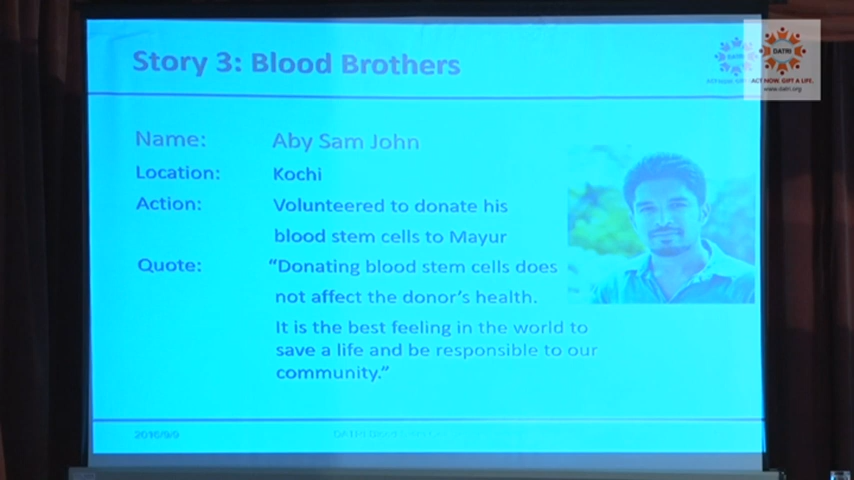 Story 3: Blood Brothers
DATRI
DATRI
ACT NOW. GIFT A LIFE.
www.datri.org
Name: Aby Sam John
Location: Kochi
Action: Volunteered to donate his
blood stem cells to Mayur
Quote: “Donating blood stem cells does
not affect the donor’s health.
It is the best feeling in the world to
save a life and be responsible to our
community.”
2016/9/9
DATRI Blood